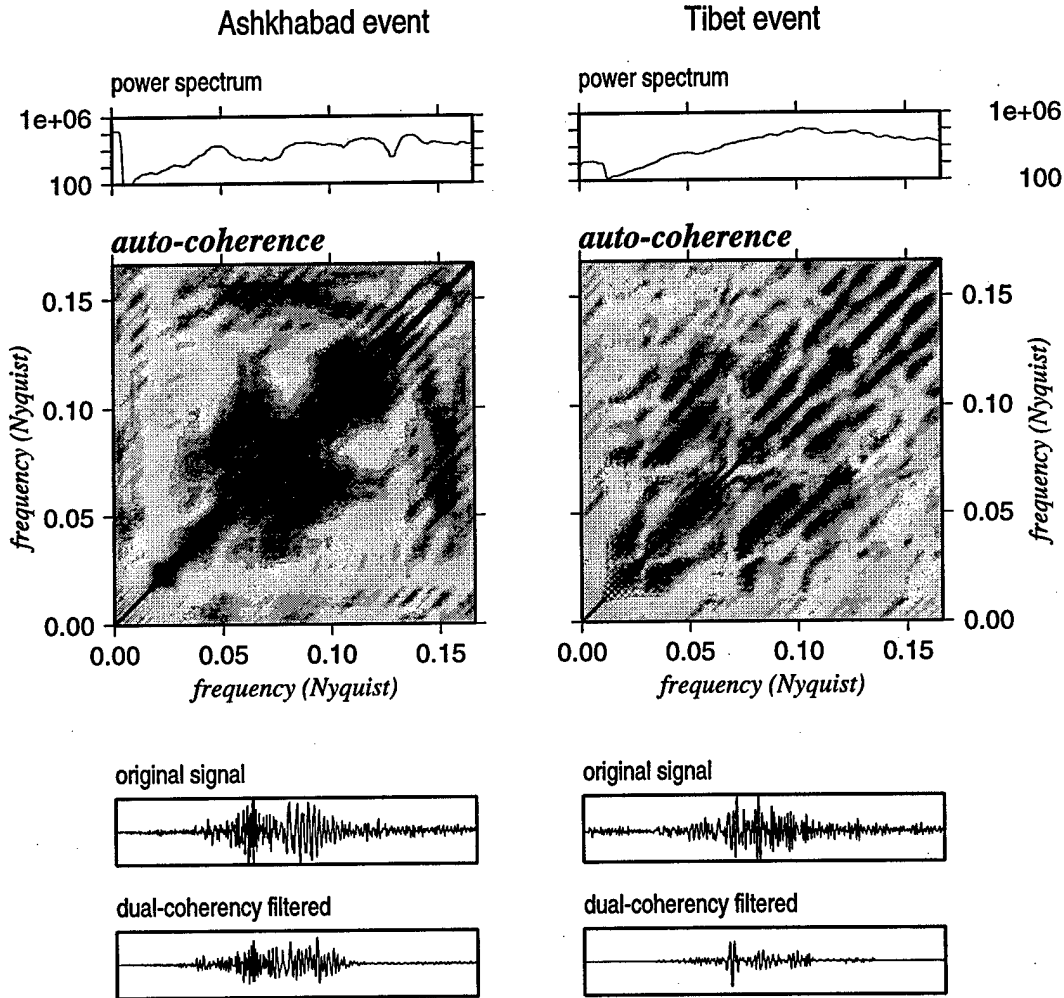 Ashkhabad event
Tibet event
power spectrum
power spectrum
1e+06
100
1e+06
100
auto-coherence
auto-coherence
0.15
0.10
0.05
0.00
frequency (Nyquist)
0.15
0.10
0.05
0.00
frequency (Nyquist)
0.00 0.05 0.10 0.15
frequency (Nyquist)
0.00 0.05 0.10 0.15
frequency (Nyquist)
original signal
original signal
dual-coherency filtered
dual-coherency filtered